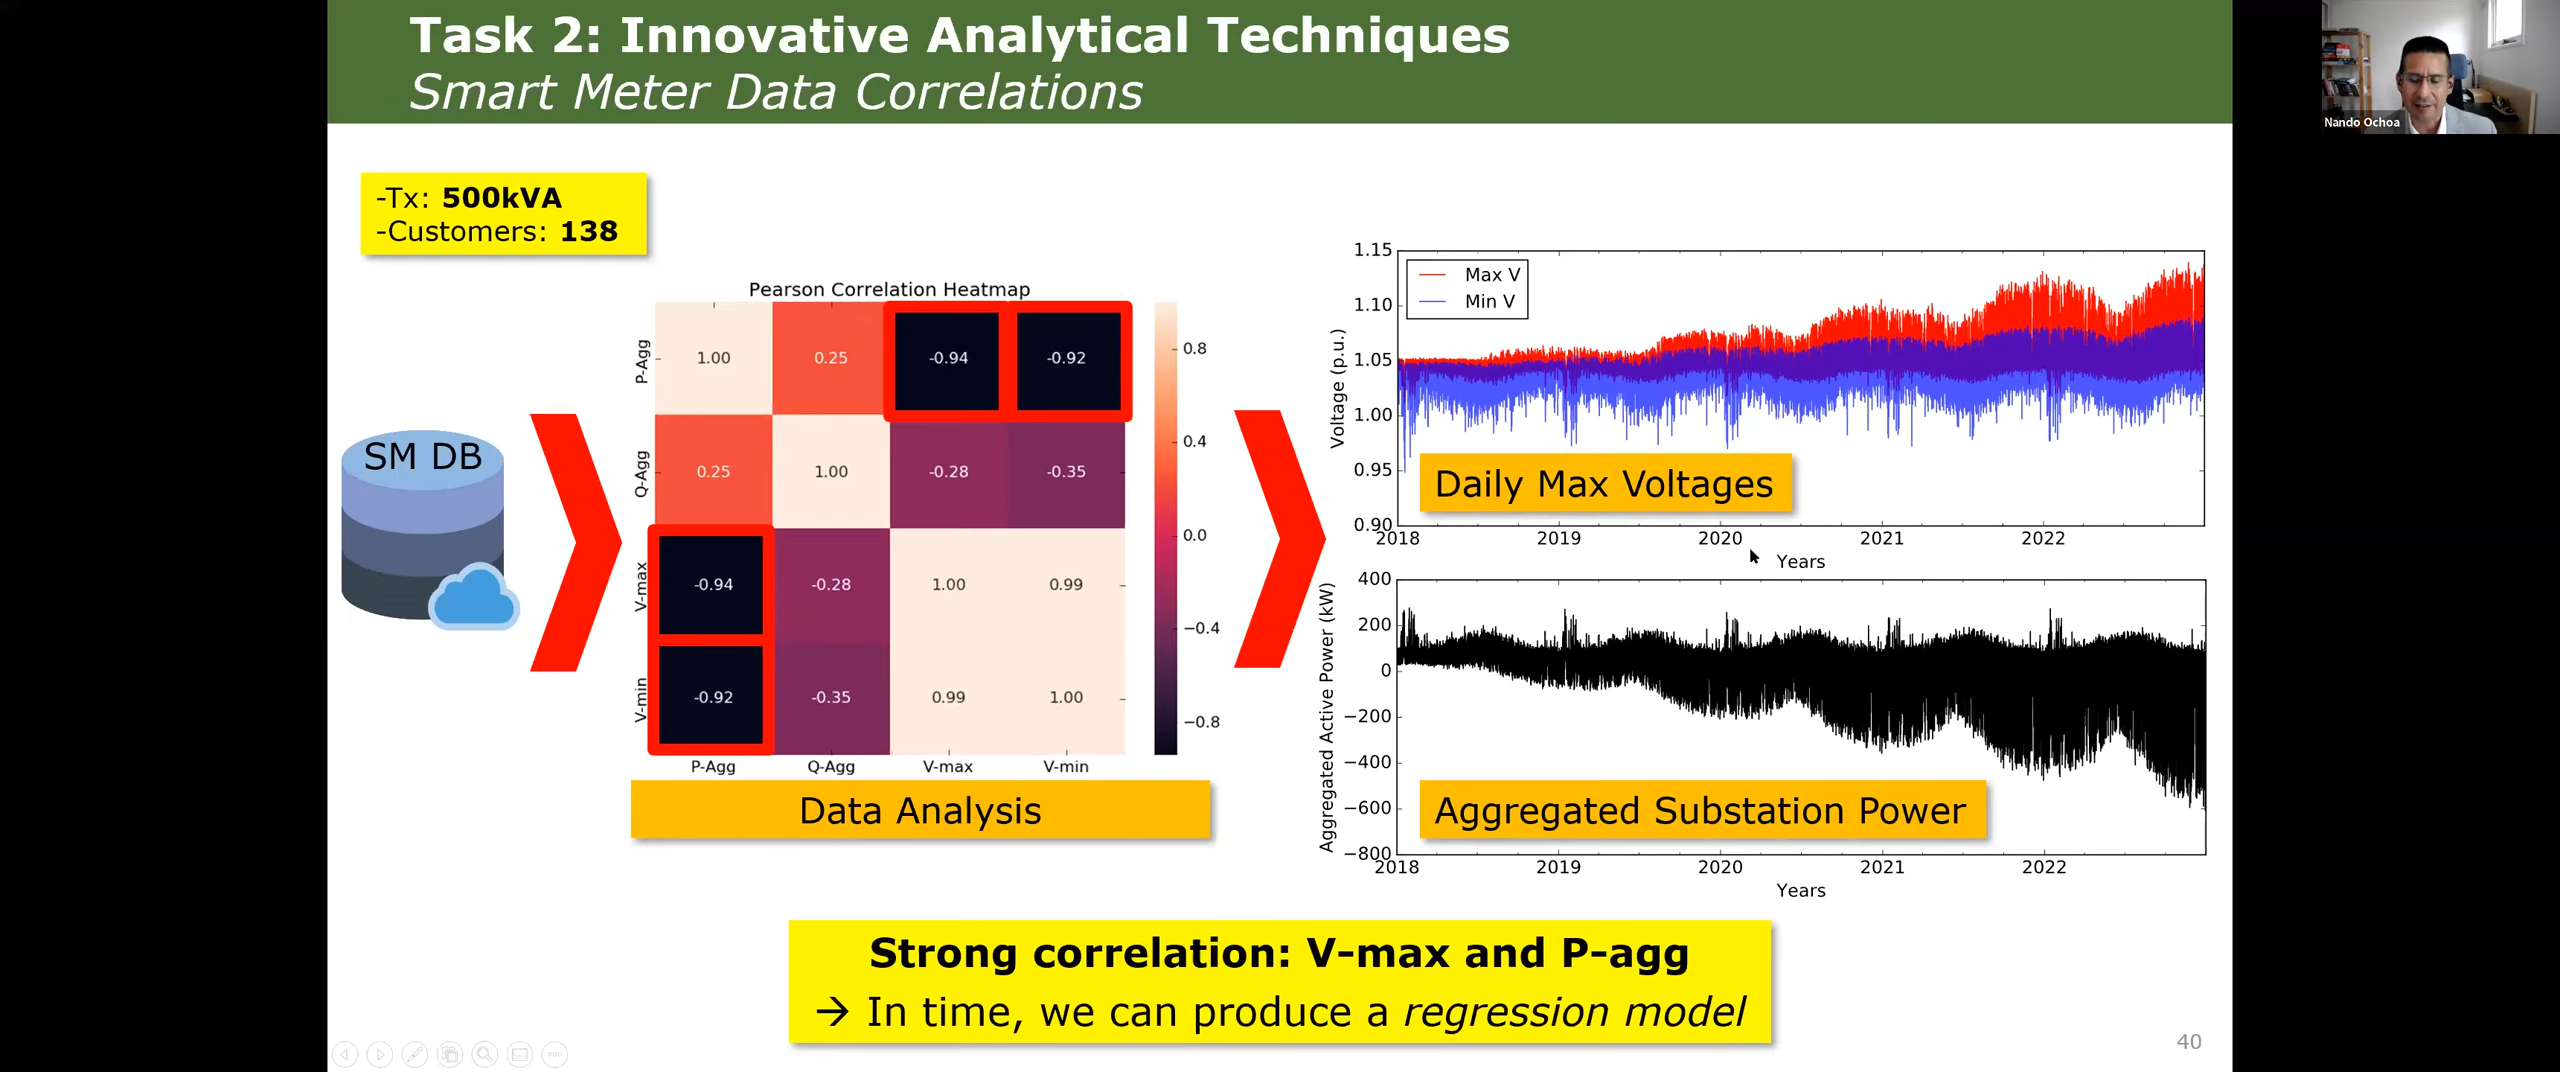 Task 2: Innovative Analytical Techniques
Smart Meter Data Correlations
Nando Ochoa
-Tx: 500kVA
-Customers: 138
SM DB
Pearson Correlation Heatmap
P-Agg
1.00 0.25 -0.94 -0.92
Q-Agg
0.25 1.00 -0.28 -0.35
V-max
-0.94 -0.28 1.00 0.99
V-min
-0.92 -0.35 0.99 1.00
P-Agg Q-Agg V-max V-min
0.8
0.4
0.0
−0.4
−0.8
Data Analysis
1.15
1.10
1.05
1.00
0.95
0.90
Voltage (p.u.)
Max V
Min V
Daily Max Voltages
2018 2019 2020 2021 2022
Years
400
200
0
−200
−400
−600
−800
Aggregated Active Power (kW)
Aggregated Substation Power
2018 2019 2020 2021 2022
Years
Strong correlation: V-max and P-agg
→ In time, we can produce a regression model
40